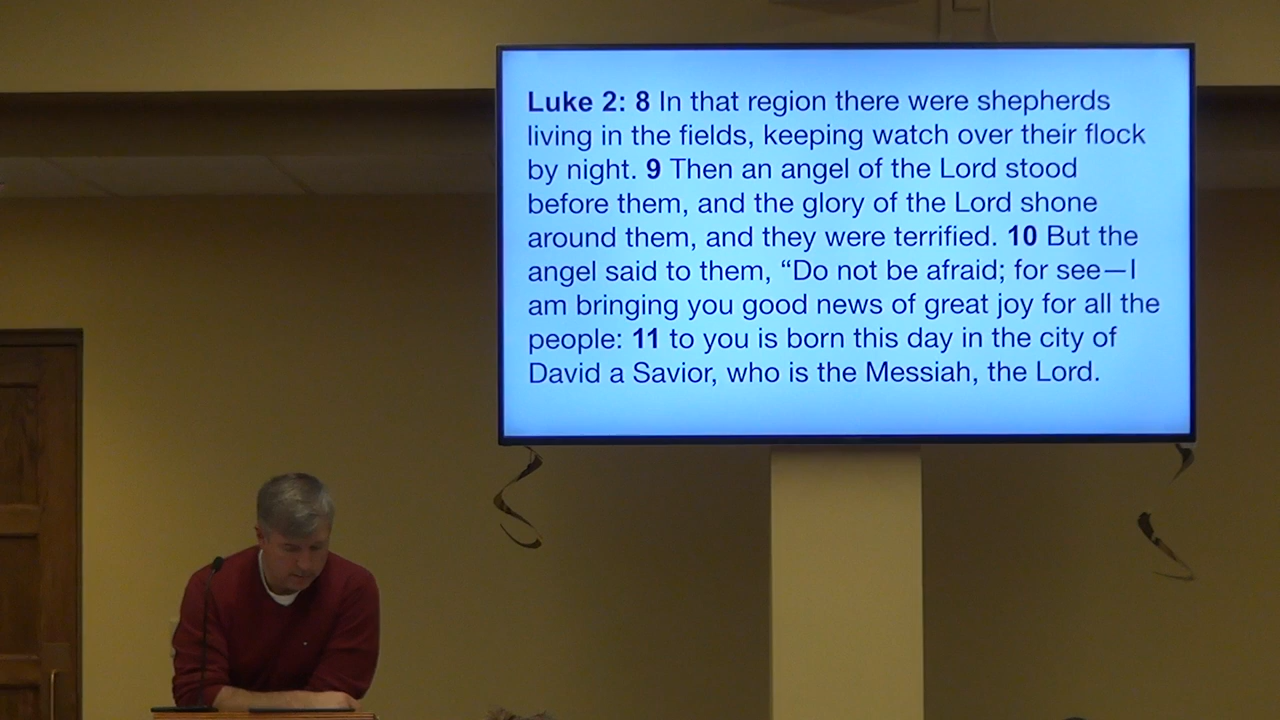 Luke 2: 8 In that region there were shepherds
living in the fields, keeping watch over their flock
by night. 9 Then an angel of the Lord stood
before them, and the glory of the Lord shone
around them, and they were terrified. 10 But the
angel said to them, “Do not be afraid; for see—I
am bringing you good news of great joy for all the
people: 11 to you is born this day in the city of
David a Savior, who is the Messiah, the Lord.